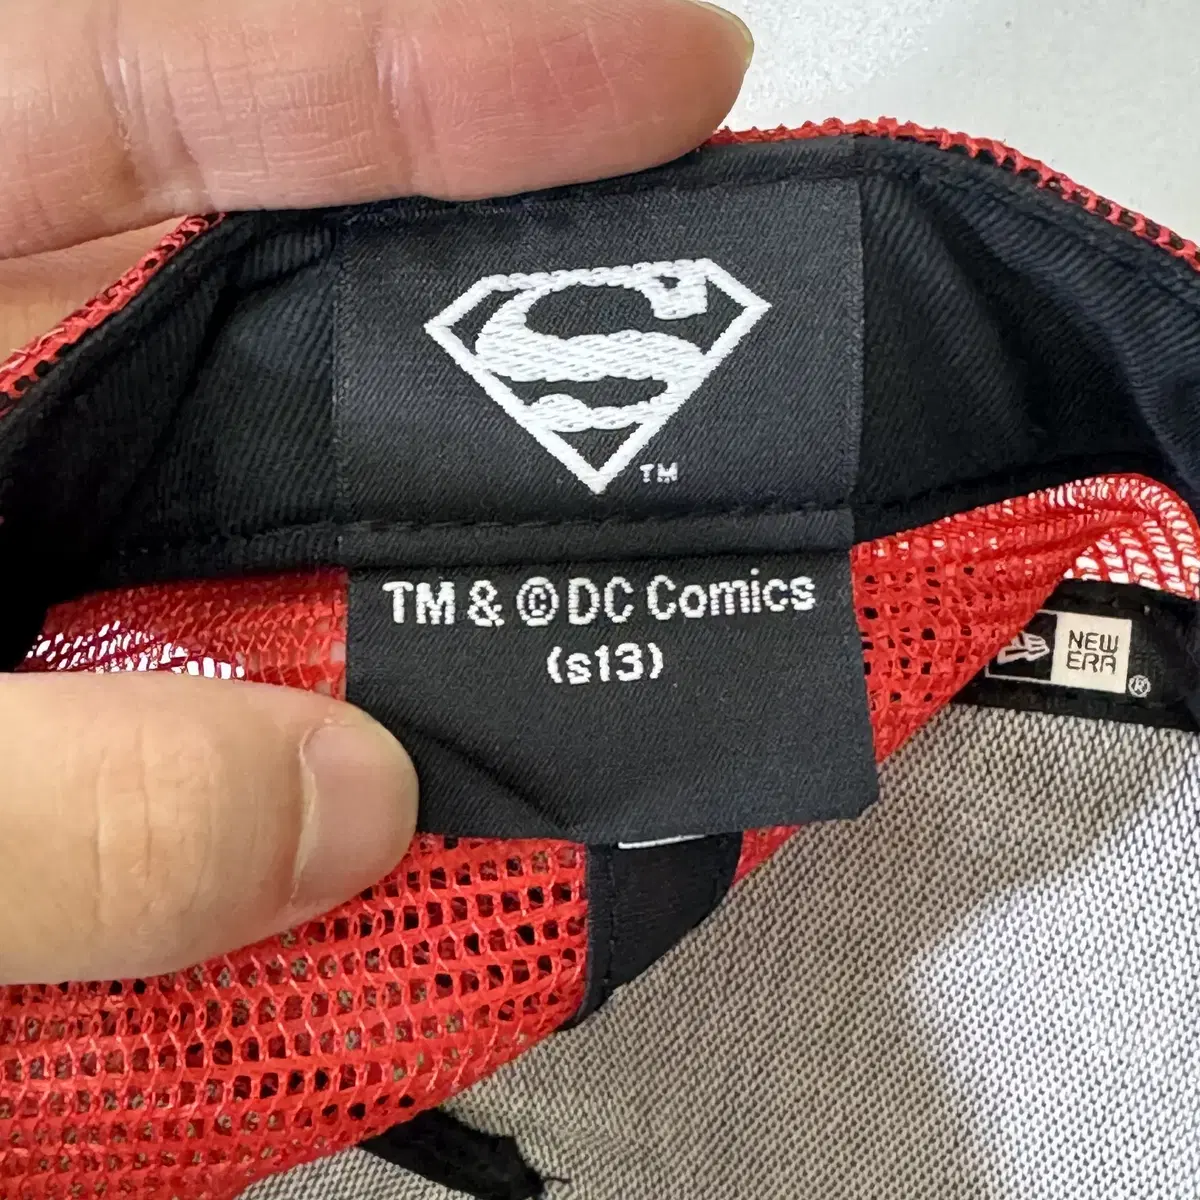 TM
TM & © DC Comics
(s13)
NEW
ERA
®